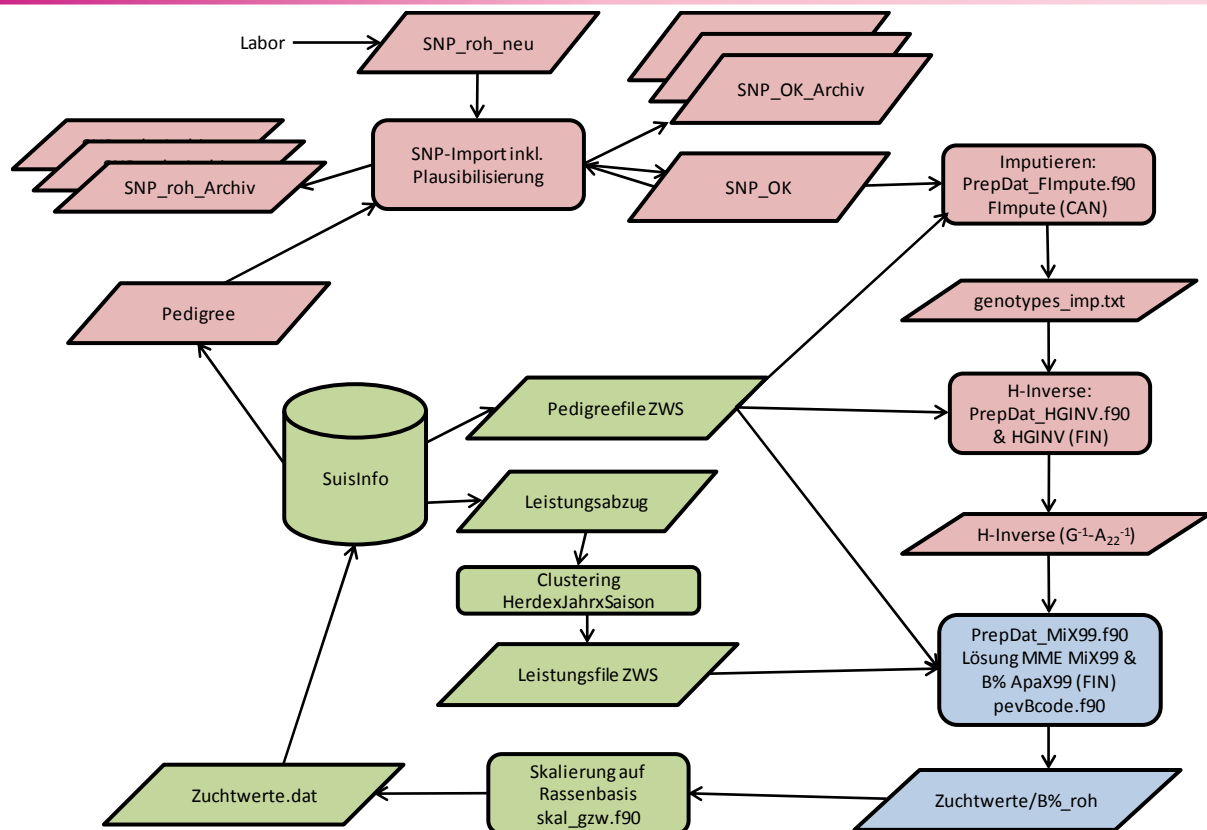 Labor
SNP_roh_neu
SNP_OK_Archiv
SNP-Import inkl.
Plausibilisierung
SNP_roh_Archiv
SNP_OK
Imputieren:
PrepDat_FImpute.f90
FImpute (CAN)
Pedigree
genotypes_imp.txt
Pedigreefile ZWS
H-Inverse:
PrepDat_HGINV.f90
& HGINV (FIN)
SuisInfo
Leistungsabzug
H-Inverse (G⁻¹-A₂₂⁻¹)
Clustering
HerdexJahrxSaison
PrepDat_MiX99.f90
Lösung MME MiX99 &
B% ApaX99 (FIN)
pevBcode.f90
Leistungsfile ZWS
Zuchtwerte.dat
Skalierung auf
Rassenbasis
skal_gzw.f90
Zuchtwerte/B%_roh